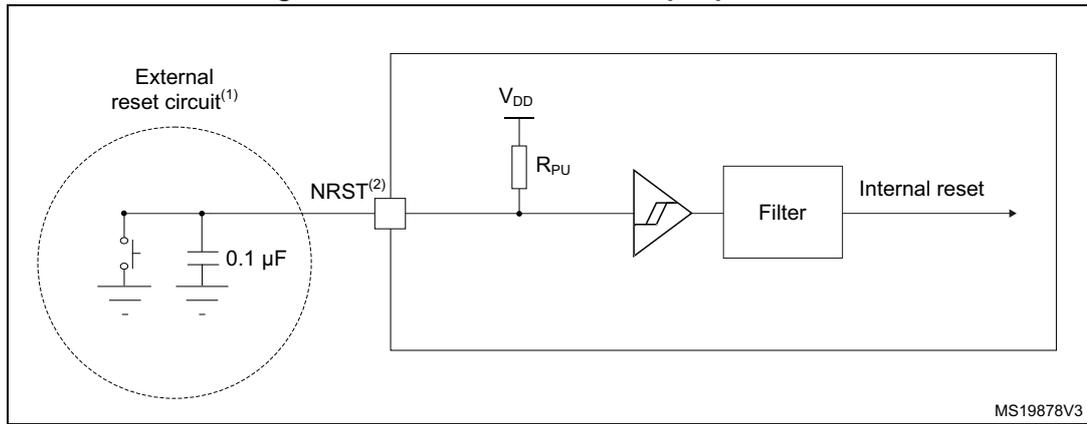 External
reset circuit(1)
VDD
RPU
NRST(2)
Internal reset
Filter
0.1 µF
MS19878V3